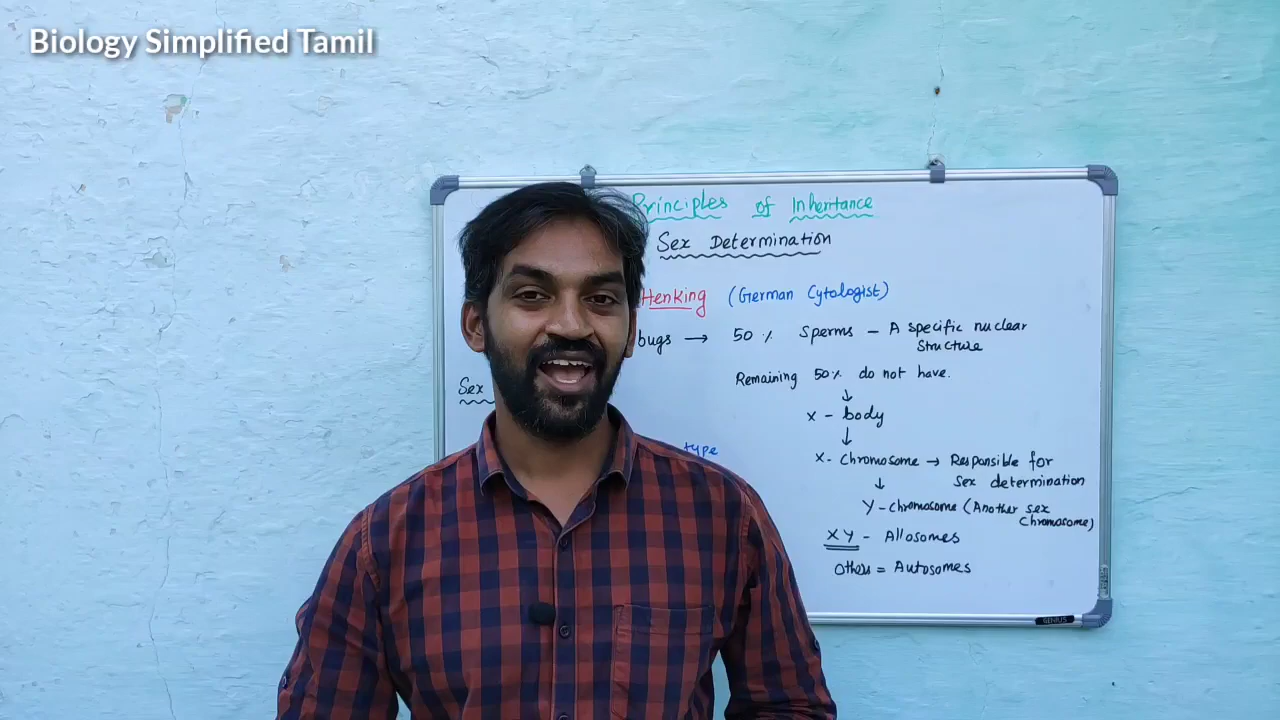 Biology Simplified Tamil
Principles of Inheritance
Sex Determination
Henking (German Cytologist)
bugs → 50 % Sperms – A specific nuclear
structure
Remaining 50% do not have.
↓
Sex
X - body
↓
type
X - chromosome → Responsible for
Sex determination
↓
Y - chromosome (Another sex
chromosome)
XY - Allosomes
Others = Autosomes
GENIUS